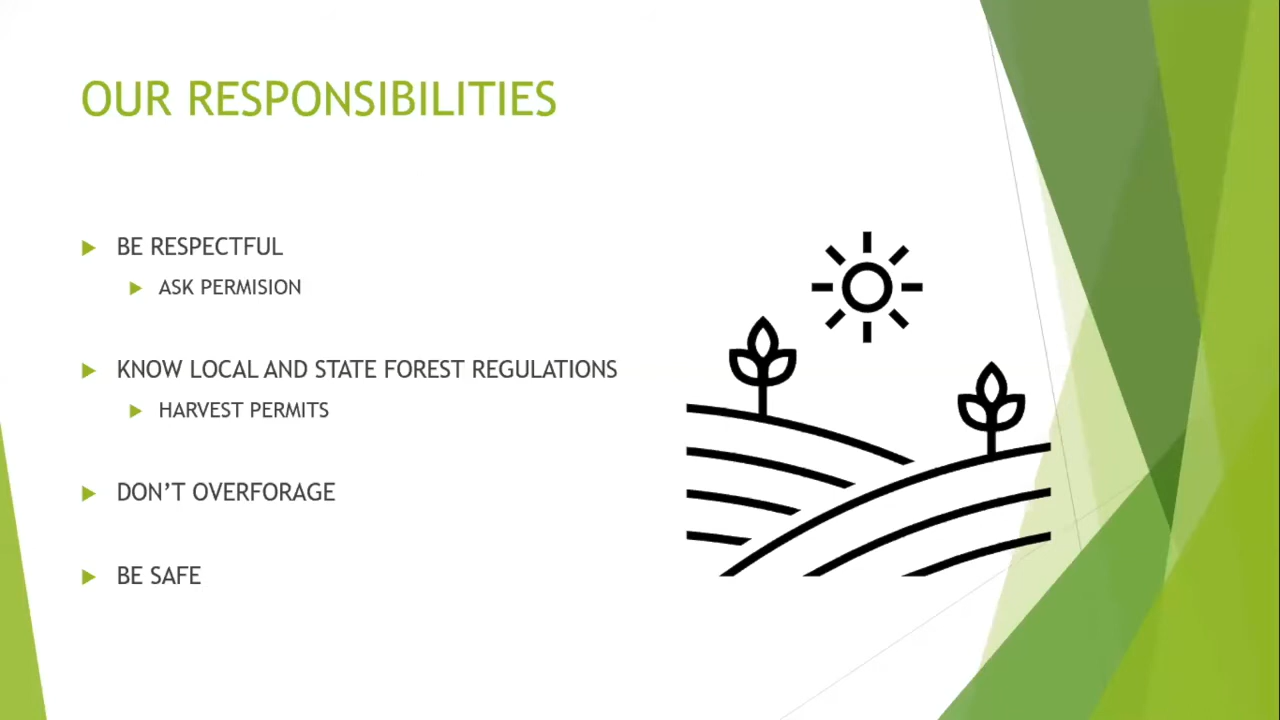 OUR RESPONSIBILITIES
BE RESPECTFUL
ASK PERMISION
KNOW LOCAL AND STATE FOREST REGULATIONS
HARVEST PERMITS
DON’T OVERFORAGE
BE SAFE